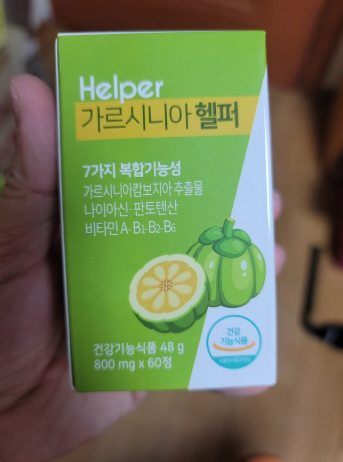 Helper
가르시니아 헬퍼
7가지 복합기능성
가르시니아캄보지아 추출물
나이아신·판토텐산
비타민 A·B1·B2·B6
건강
기능식품
건강기능식품 48 g
800 mg x 60정